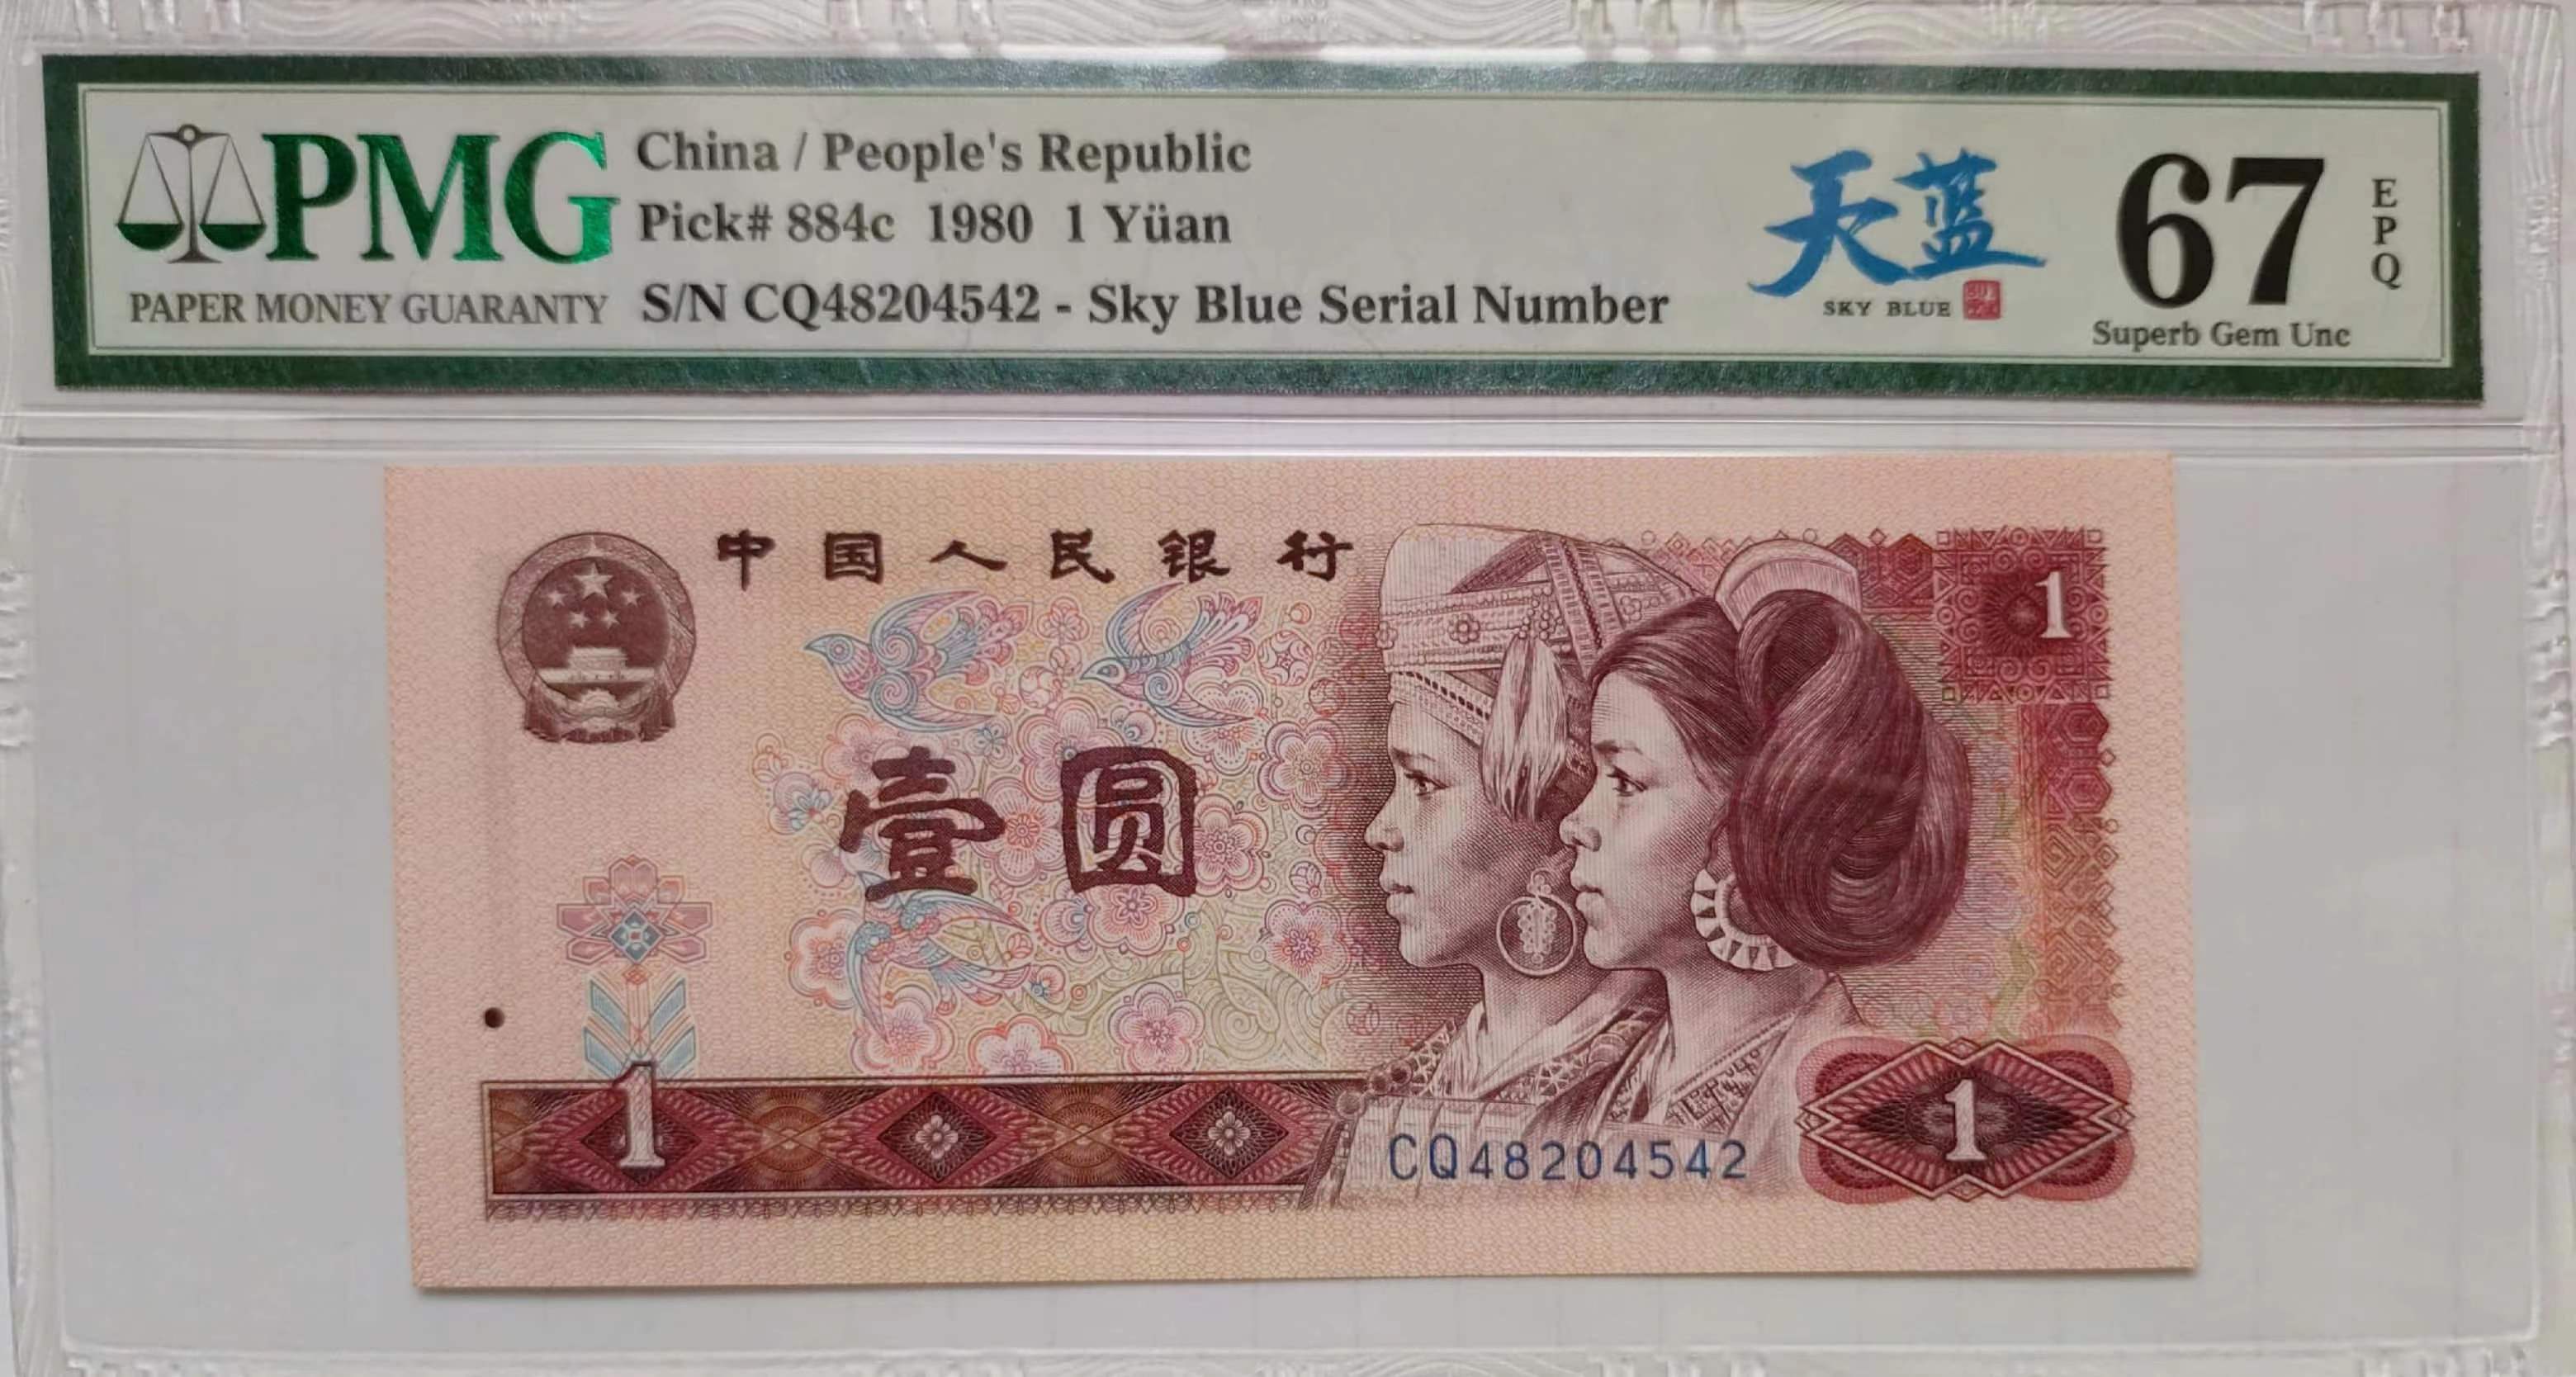 PMG
PAPER MONEY GUARANTY
China / People's Republic
Pick# 884c 1980 1 Yüan
S/N CQ48204542 - Sky Blue Serial Number
天蓝
SKY BLUE
67
EPQ
Superb Gem Unc
中国人民银行
1
壹圆
1
CQ48204542
1